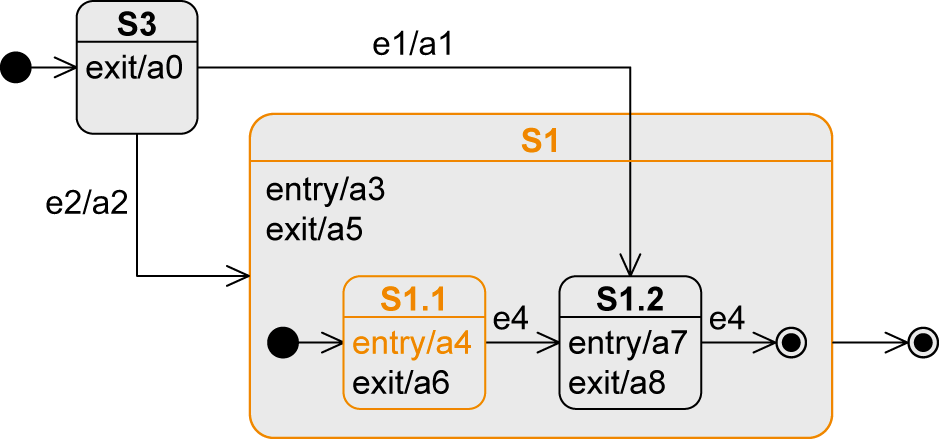 S3
exit/a0
e1/a1
e2/a2
S1
entry/a3
exit/a5
S1.1
entry/a4
exit/a6
e4
S1.2
entry/a7
exit/a8
e4